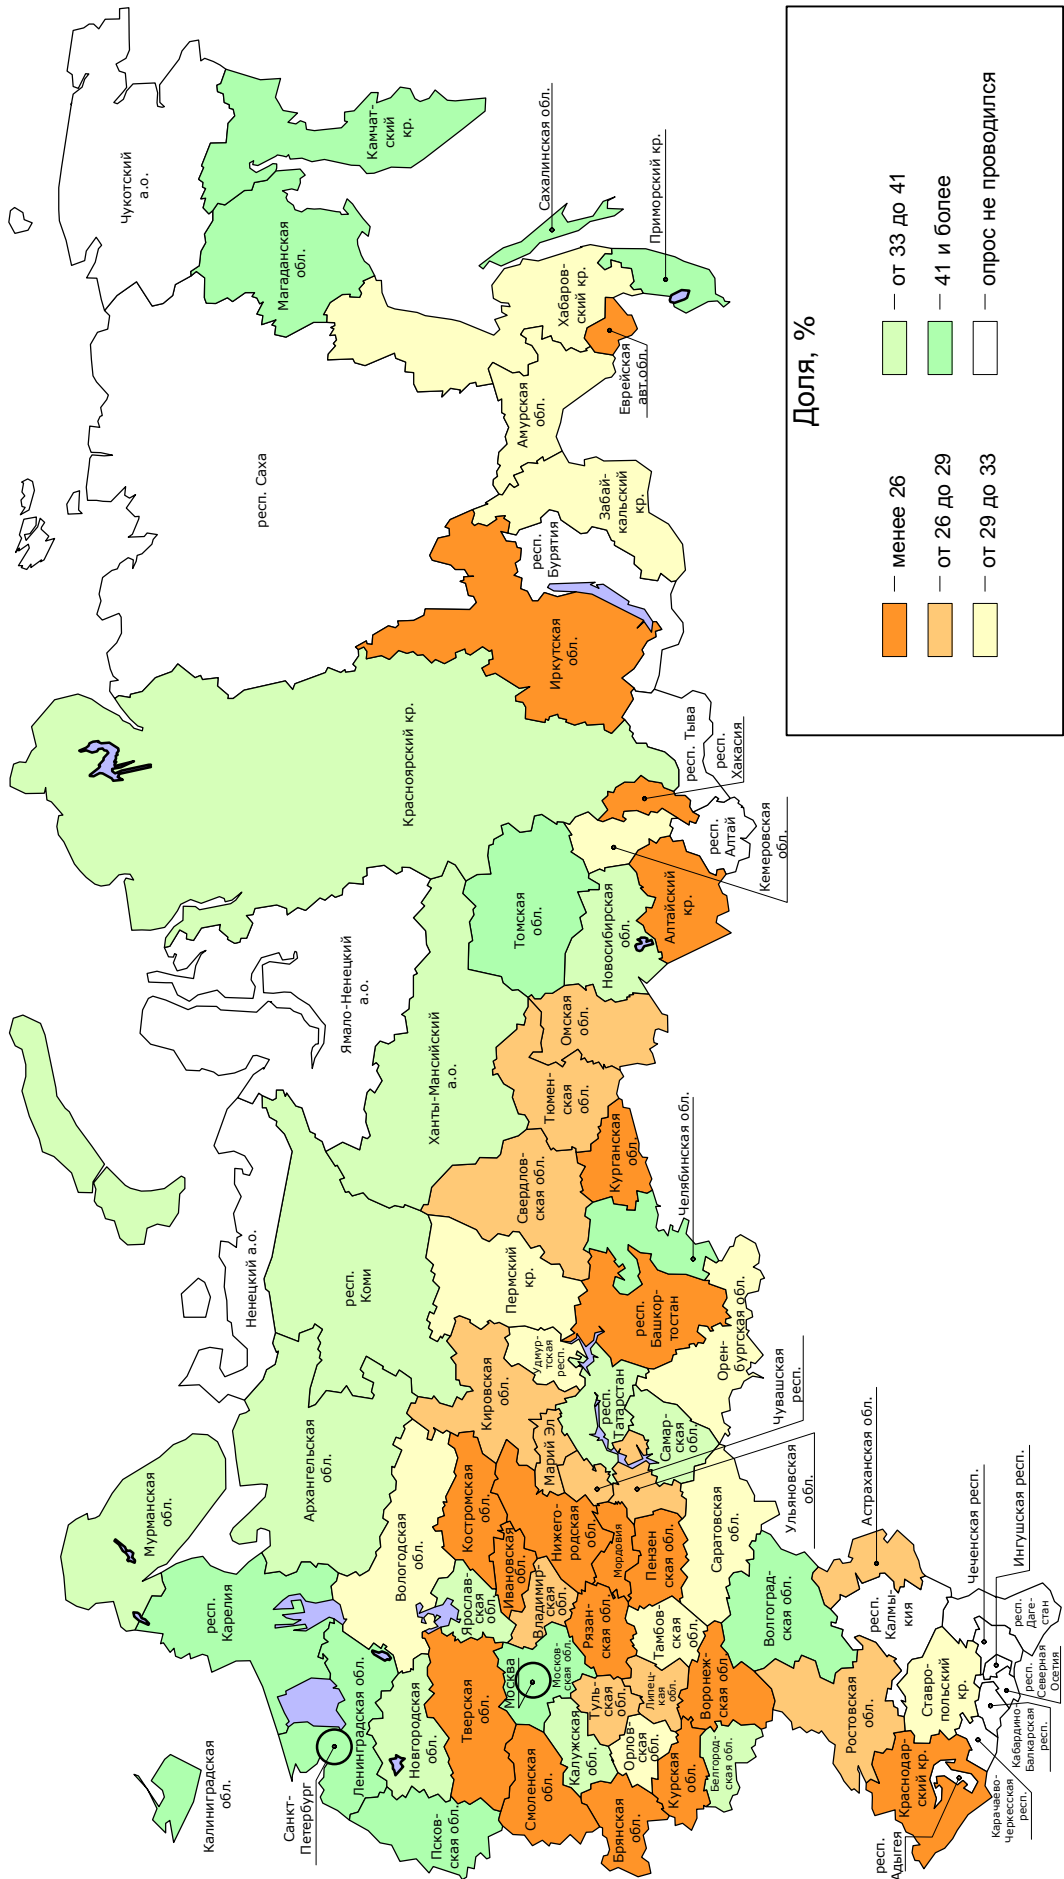 Мурманская
обл.
респ.
Карелия
Калининградская
обл.
Санкт-
Петербург
Ленинградская обл.
Псков-
ская обл.
Новгородская
обл.
Вологодская
обл.
Архангельская
обл.
Ненецкий а.о.
респ.
Коми
Ямало-Ненецкий
а.о.
Ханты-Мансийский
а.о.
Красноярский кр.
респ. Саха
Чукотский
а.о.
Камчат-
ский
кр.
Магаданская
обл.
Сахалинская обл.
Приморский кр.
Хабаров-
ский кр.
Еврейская
авт.обл.
Амурская
обл.
Забай-
кальский
кр.
респ.
Бурятия
Иркутская
обл.
респ. Тыва
респ.
Хакасия
респ.
Алтай
Кемеровская
обл.
Алтайский
кр.
Новосибирская
обл.
Томская
обл.
Омская
обл.
Тюмен-
ская
обл.
Курганская
обл.
Свердлов-
ская обл.
Челябинская обл.
Пермский
кр.
респ.
Башкор-
тостан
Орен-
бургская обл.
Удмурт-
ская
респ.
Кировская
обл.
респ.
Татарстан
Самар-
ская
обл.
Марий Эл
Чувашская
респ.
Ульяновская
обл.
Костромская
обл.
Нижего-
родская
обл.
Ивановская
обл.
Мордовия
Пензен-
ская обл.
Саратовская
обл.
Ярослав-
ская
обл.
Владимир-
ская
обл.
Тверская
обл.
Москва
Москов-
ская обл.
Рязан-
ская обл.
Тамбов-
ская
обл.
Смоленская
обл.
Калужская
обл.
Туль-
ская
обл.
Липец-
кая
обл.
Орлов-
ская
обл.
Брянская
обл.
Курская
обл.
Воронеж-
ская обл.
Белгород-
ская обл.
Волгоград-
ская обл.
Астраханская обл.
Ростовская
обл.
респ.
Калмы-
кия
Ставро-
польский
кр.
Краснодар-
ский кр.
респ.
Адыгея
Карачаево-
Черкесская
респ.
Кабардино-
Балкарская
респ.
респ.
Северная
Осетия
респ.
Даге-
стан
Чеченская респ.
Ингушская респ.
Доля, %
— менее 26
— от 26 до 29
— от 29 до 33
— от 33 до 41
— 41 и более
— опрос не проводился